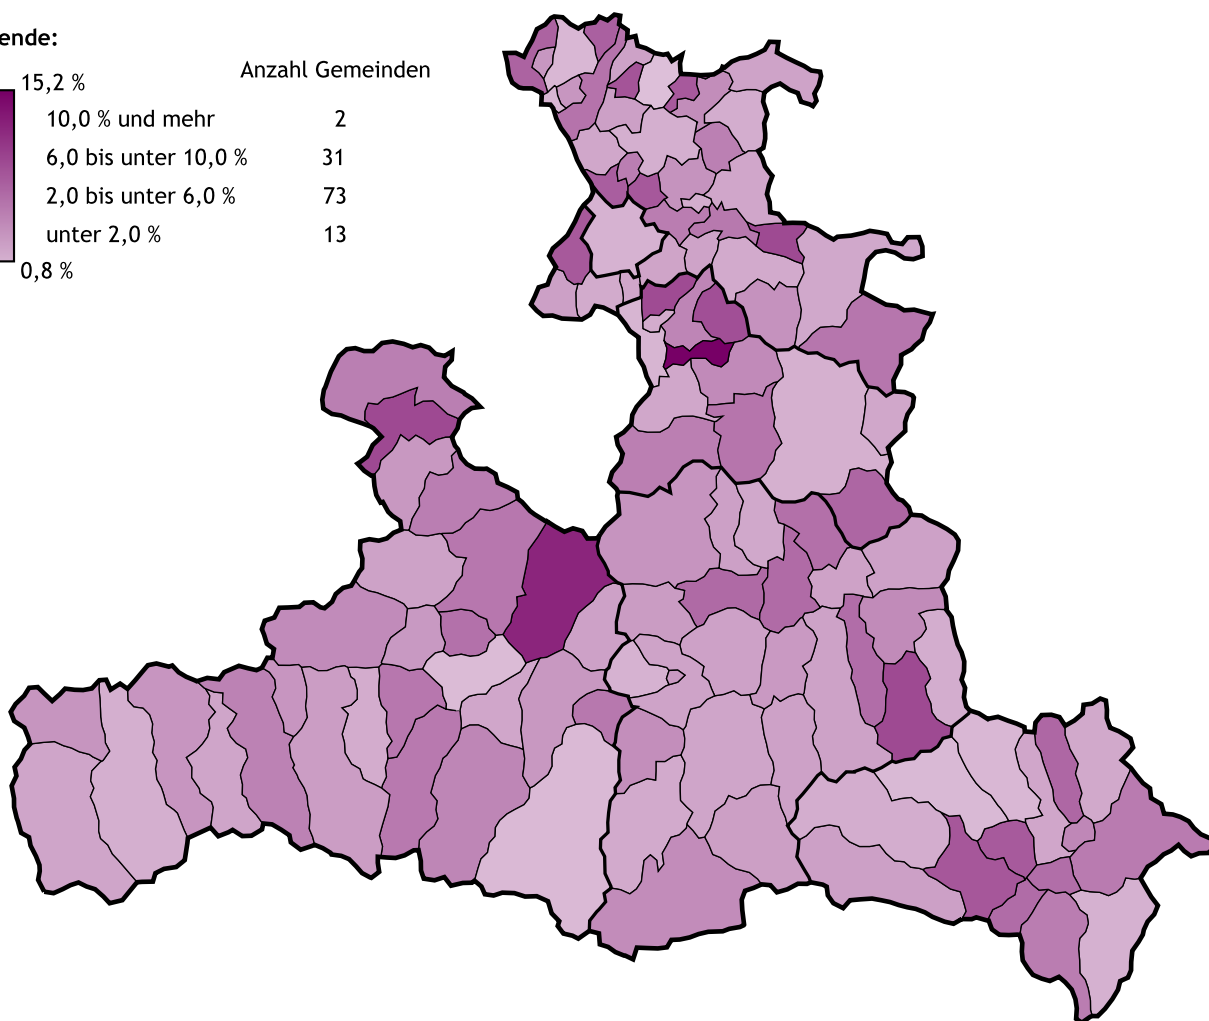 ende:
Anzahl Gemeinden
15,2 %
10,0 % und mehr 2
6,0 bis unter 10,0 % 31
2,0 bis unter 6,0 % 73
unter 2,0 % 13
0,8 %